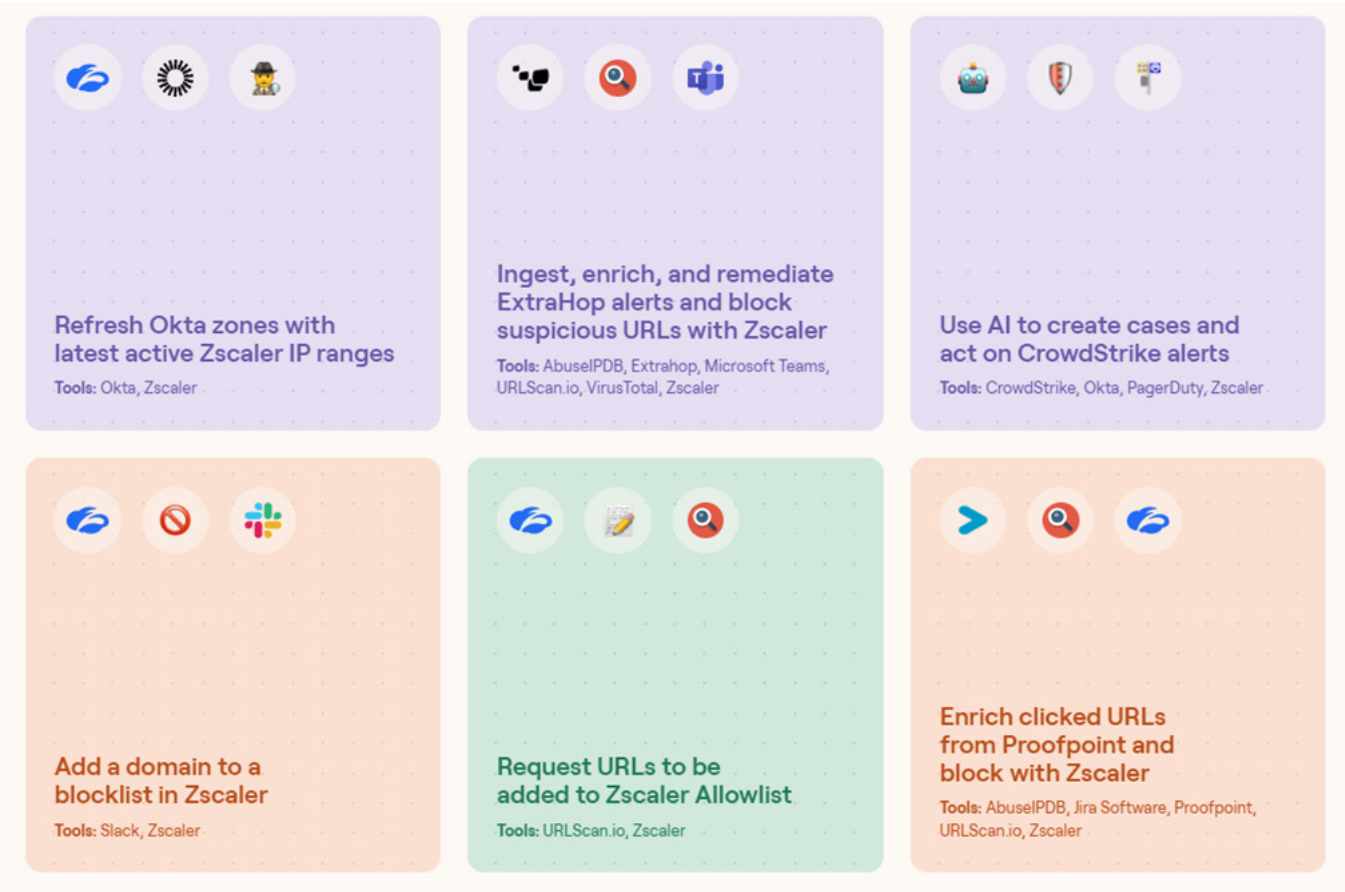 Refresh Okta zones with
latest active Zscaler IP ranges
Tools: Okta, Zscaler
Ingest, enrich, and remediate
ExtraHop alerts and block
suspicious URLs with Zscaler
Tools: AbuseIPDB, Extrahop, Microsoft Teams,
URLScan.io, VirusTotal, Zscaler
Use AI to create cases and
act on CrowdStrike alerts
Tools: CrowdStrike, Okta, PagerDuty, Zscaler
Add a domain to a
blocklist in Zscaler
Tools: Slack, Zscaler
Request URLs to be
added to Zscaler Allowlist
Tools: URLScan.io, Zscaler
Enrich clicked URLs
from Proofpoint and
block with Zscaler
Tools: AbuseIPDB, Jira Software, Proofpoint,
URLScan.io, Zscaler